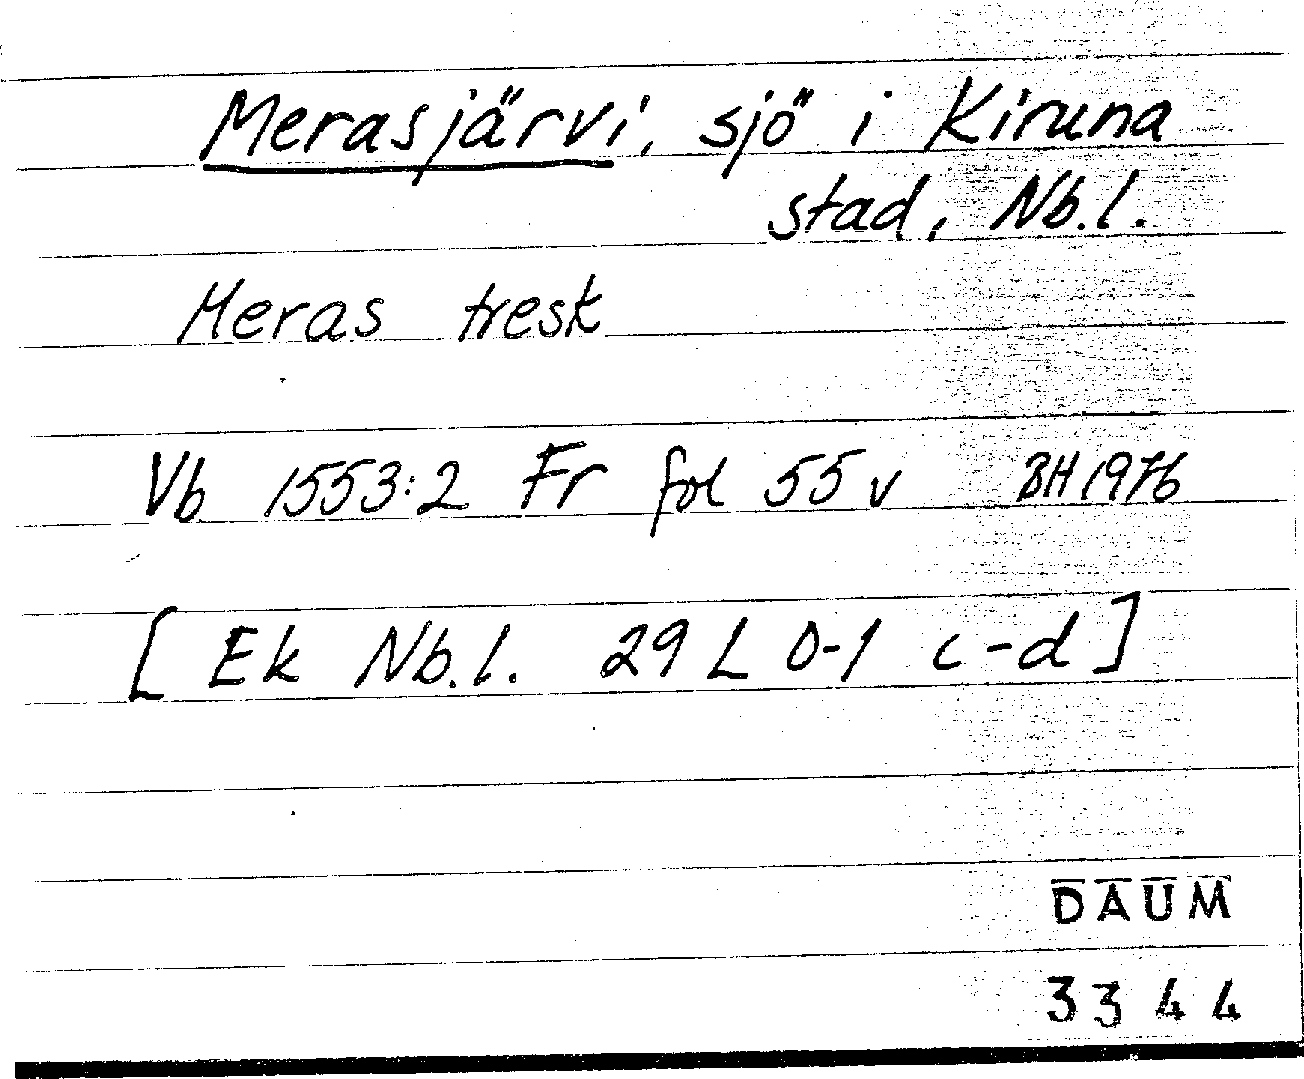 Merasjärvi, sjö i Kiruna
stad, Nb.l.
Meras tresk
Vb 1553:2 Fr fol 55 v BH 1976
[Ek Nb.l. 29 L 0-1 c-d]
DAUM
3344